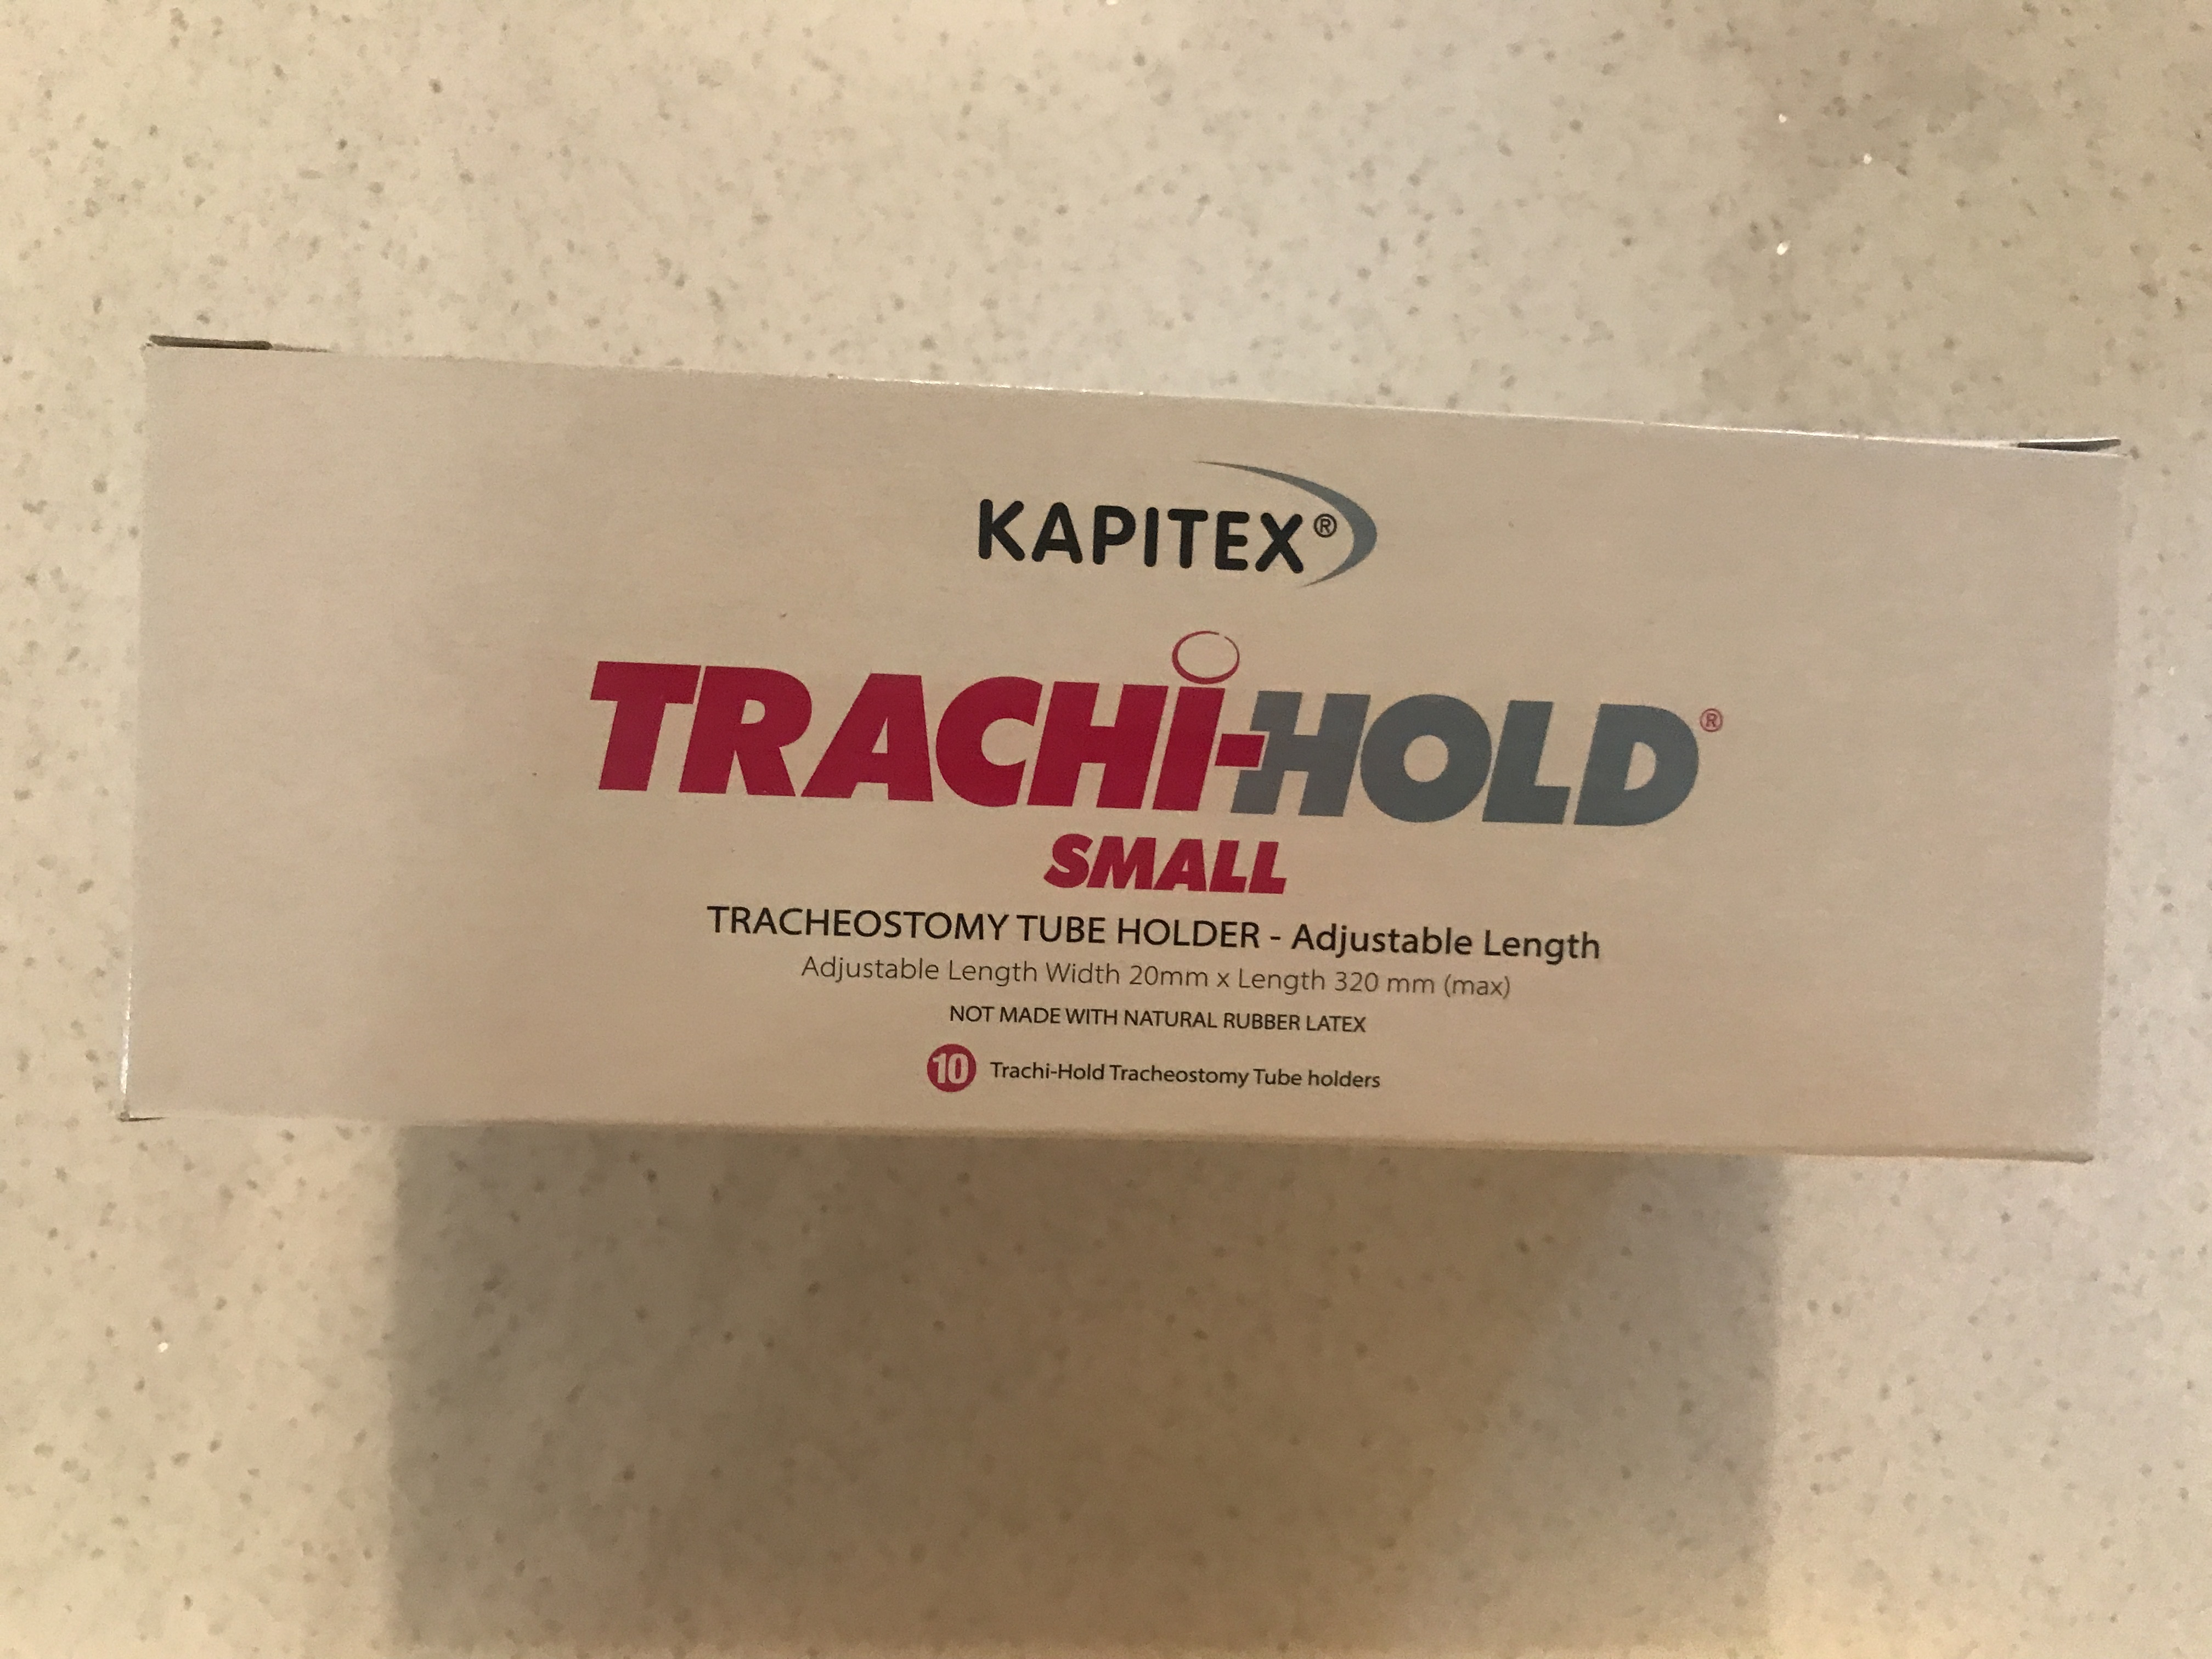 KAPITEX®
TRACHi-HOLD®
SMALL
TRACHEOSTOMY TUBE HOLDER - Adjustable Length
Adjustable Length Width 20mm x Length 320 mm (max)
NOT MADE WITH NATURAL RUBBER LATEX
10 Trachi-Hold Tracheostomy Tube holders